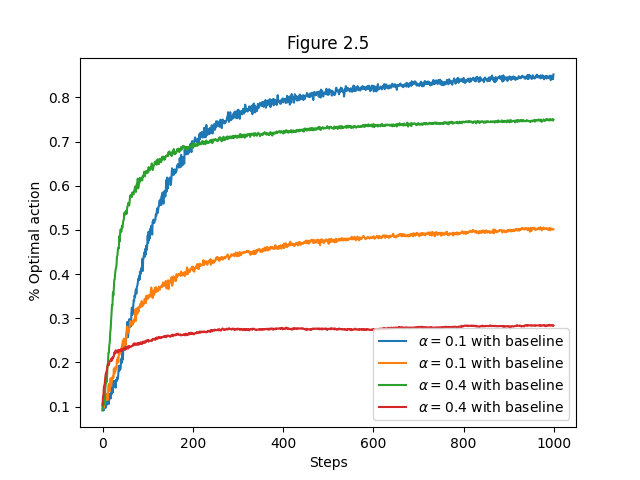 Figure 2.5
% Optimal action
0.8
0.7
0.6
0.5
0.4
0.3
0.2
0.1
α = 0.1 with baseline
α = 0.1 with baseline
α = 0.4 with baseline
α = 0.4 with baseline
0 200 400 600 800 1000
Steps